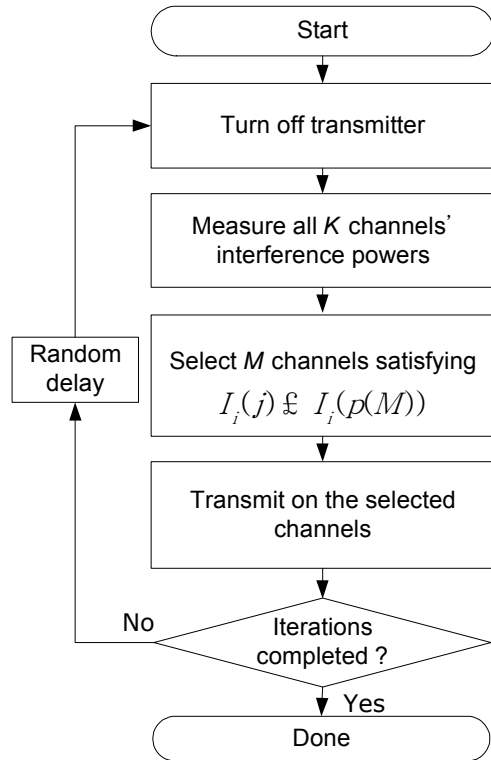 Start
Turn off transmitter
Measure all K channels'
interference powers
Select M channels satisfying
I_i(j) £ I_i(p(M))
Random
delay
Transmit on the selected
channels
No
Iterations
completed ?
Yes
Done